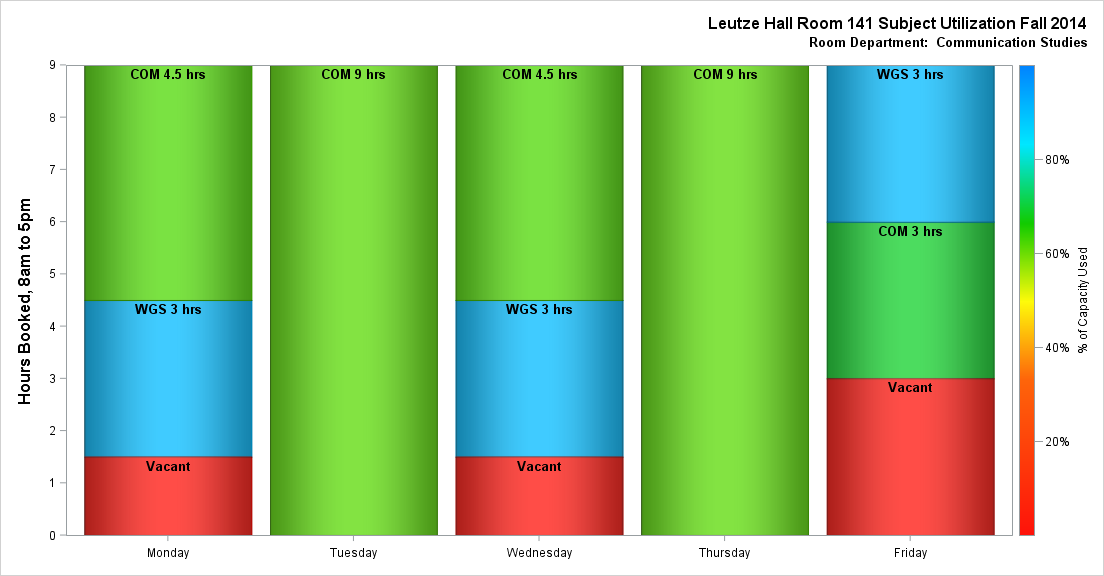 Leutze Hall Room 141 Subject Utilization Fall 2014
Room Department:  Communication Studies
Hours Booked, 8am to 5pm
9
8
7
6
5
4
3
2
1
0
COM 4.5 hrs
WGS 3 hrs
Vacant
COM 9 hrs
COM 4.5 hrs
WGS 3 hrs
Vacant
COM 9 hrs
WGS 3 hrs
COM 3 hrs
Vacant
Monday
Tuesday
Wednesday
Thursday
Friday
80%
60%
40%
20%
% of Capacity Used